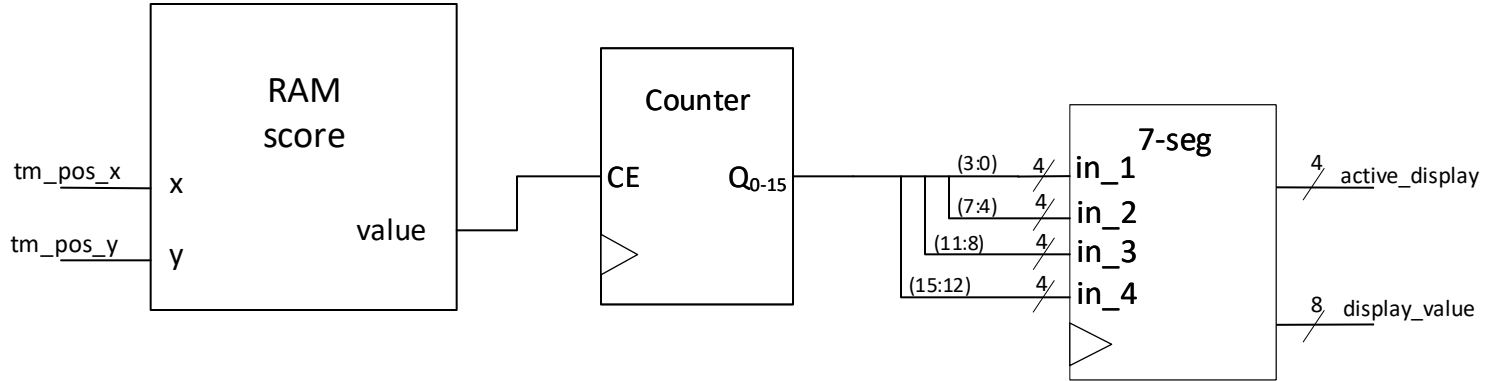 RAM
score
tm_pos_x
x
tm_pos_y
y
value
Counter
CE
Q0-15
7-seg
(3:0)
4
in_1
(7:4)
4
in_2
(11:8)
4
in_3
(15:12)
4
in_4
4
active_display
8
display_value